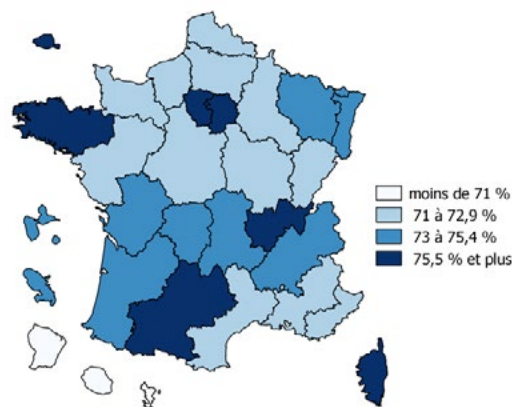 moins de 71 %
71 à 72,9 %
73 à 75,4 %
75,5 % et plus